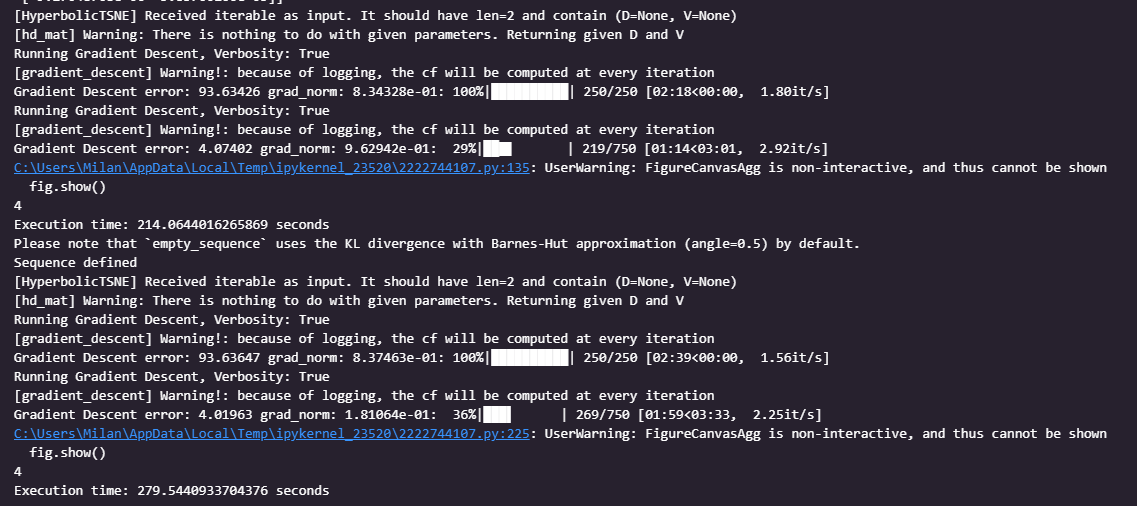 [HyperbolicTSNE] Received iterable as input. It should have len=2 and contain (D=None, V=None)
[hd_mat] Warning: There is nothing to do with given parameters. Returning given D and V
Running Gradient Descent, Verbosity: True
[gradient_descent] Warning!: because of logging, the cf will be computed at every iteration
Gradient Descent error: 93.63426 grad_norm: 8.34328e-01: 100%|██████████| 250/250 [02:18<00:00,  1.80it/s]
Running Gradient Descent, Verbosity: True
[gradient_descent] Warning!: because of logging, the cf will be computed at every iteration
Gradient Descent error: 4.07402 grad_norm: 9.62942e-01:  29%|██▉       | 219/750 [01:14<03:01,  2.92it/s]
C:\Users\Milan\AppData\Local\Temp\ipykernel_23520\2222744107.py:135: UserWarning: FigureCanvasAgg is non-interactive, and thus cannot be shown
  fig.show()
4
Execution time: 214.0644016265869 seconds
Please note that `empty_sequence` uses the KL divergence with Barnes-Hut approximation (angle=0.5) by default.
Sequence defined
[HyperbolicTSNE] Received iterable as input. It should have len=2 and contain (D=None, V=None)
[hd_mat] Warning: There is nothing to do with given parameters. Returning given D and V
Running Gradient Descent, Verbosity: True
[gradient_descent] Warning!: because of logging, the cf will be computed at every iteration
Gradient Descent error: 93.63647 grad_norm: 8.37463e-01: 100%|██████████| 250/250 [02:39<00:00,  1.56it/s]
Running Gradient Descent, Verbosity: True
[gradient_descent] Warning!: because of logging, the cf will be computed at every iteration
Gradient Descent error: 4.01963 grad_norm: 1.81064e-01:  36%|███▌      | 269/750 [01:59<03:33,  2.25it/s]
C:\Users\Milan\AppData\Local\Temp\ipykernel_23520\2222744107.py:225: UserWarning: FigureCanvasAgg is non-interactive, and thus cannot be shown
  fig.show()
4
Execution time: 279.5440933704376 seconds